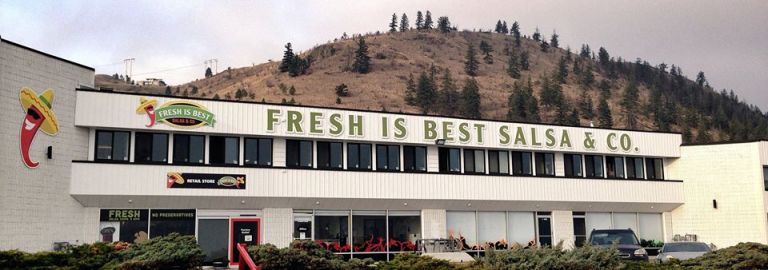 FRESH IS BEST
SALSA & CO
FRESH IS BEST SALSA & CO.
RETAIL STORE
FRESH
NO PRESERVATIVES